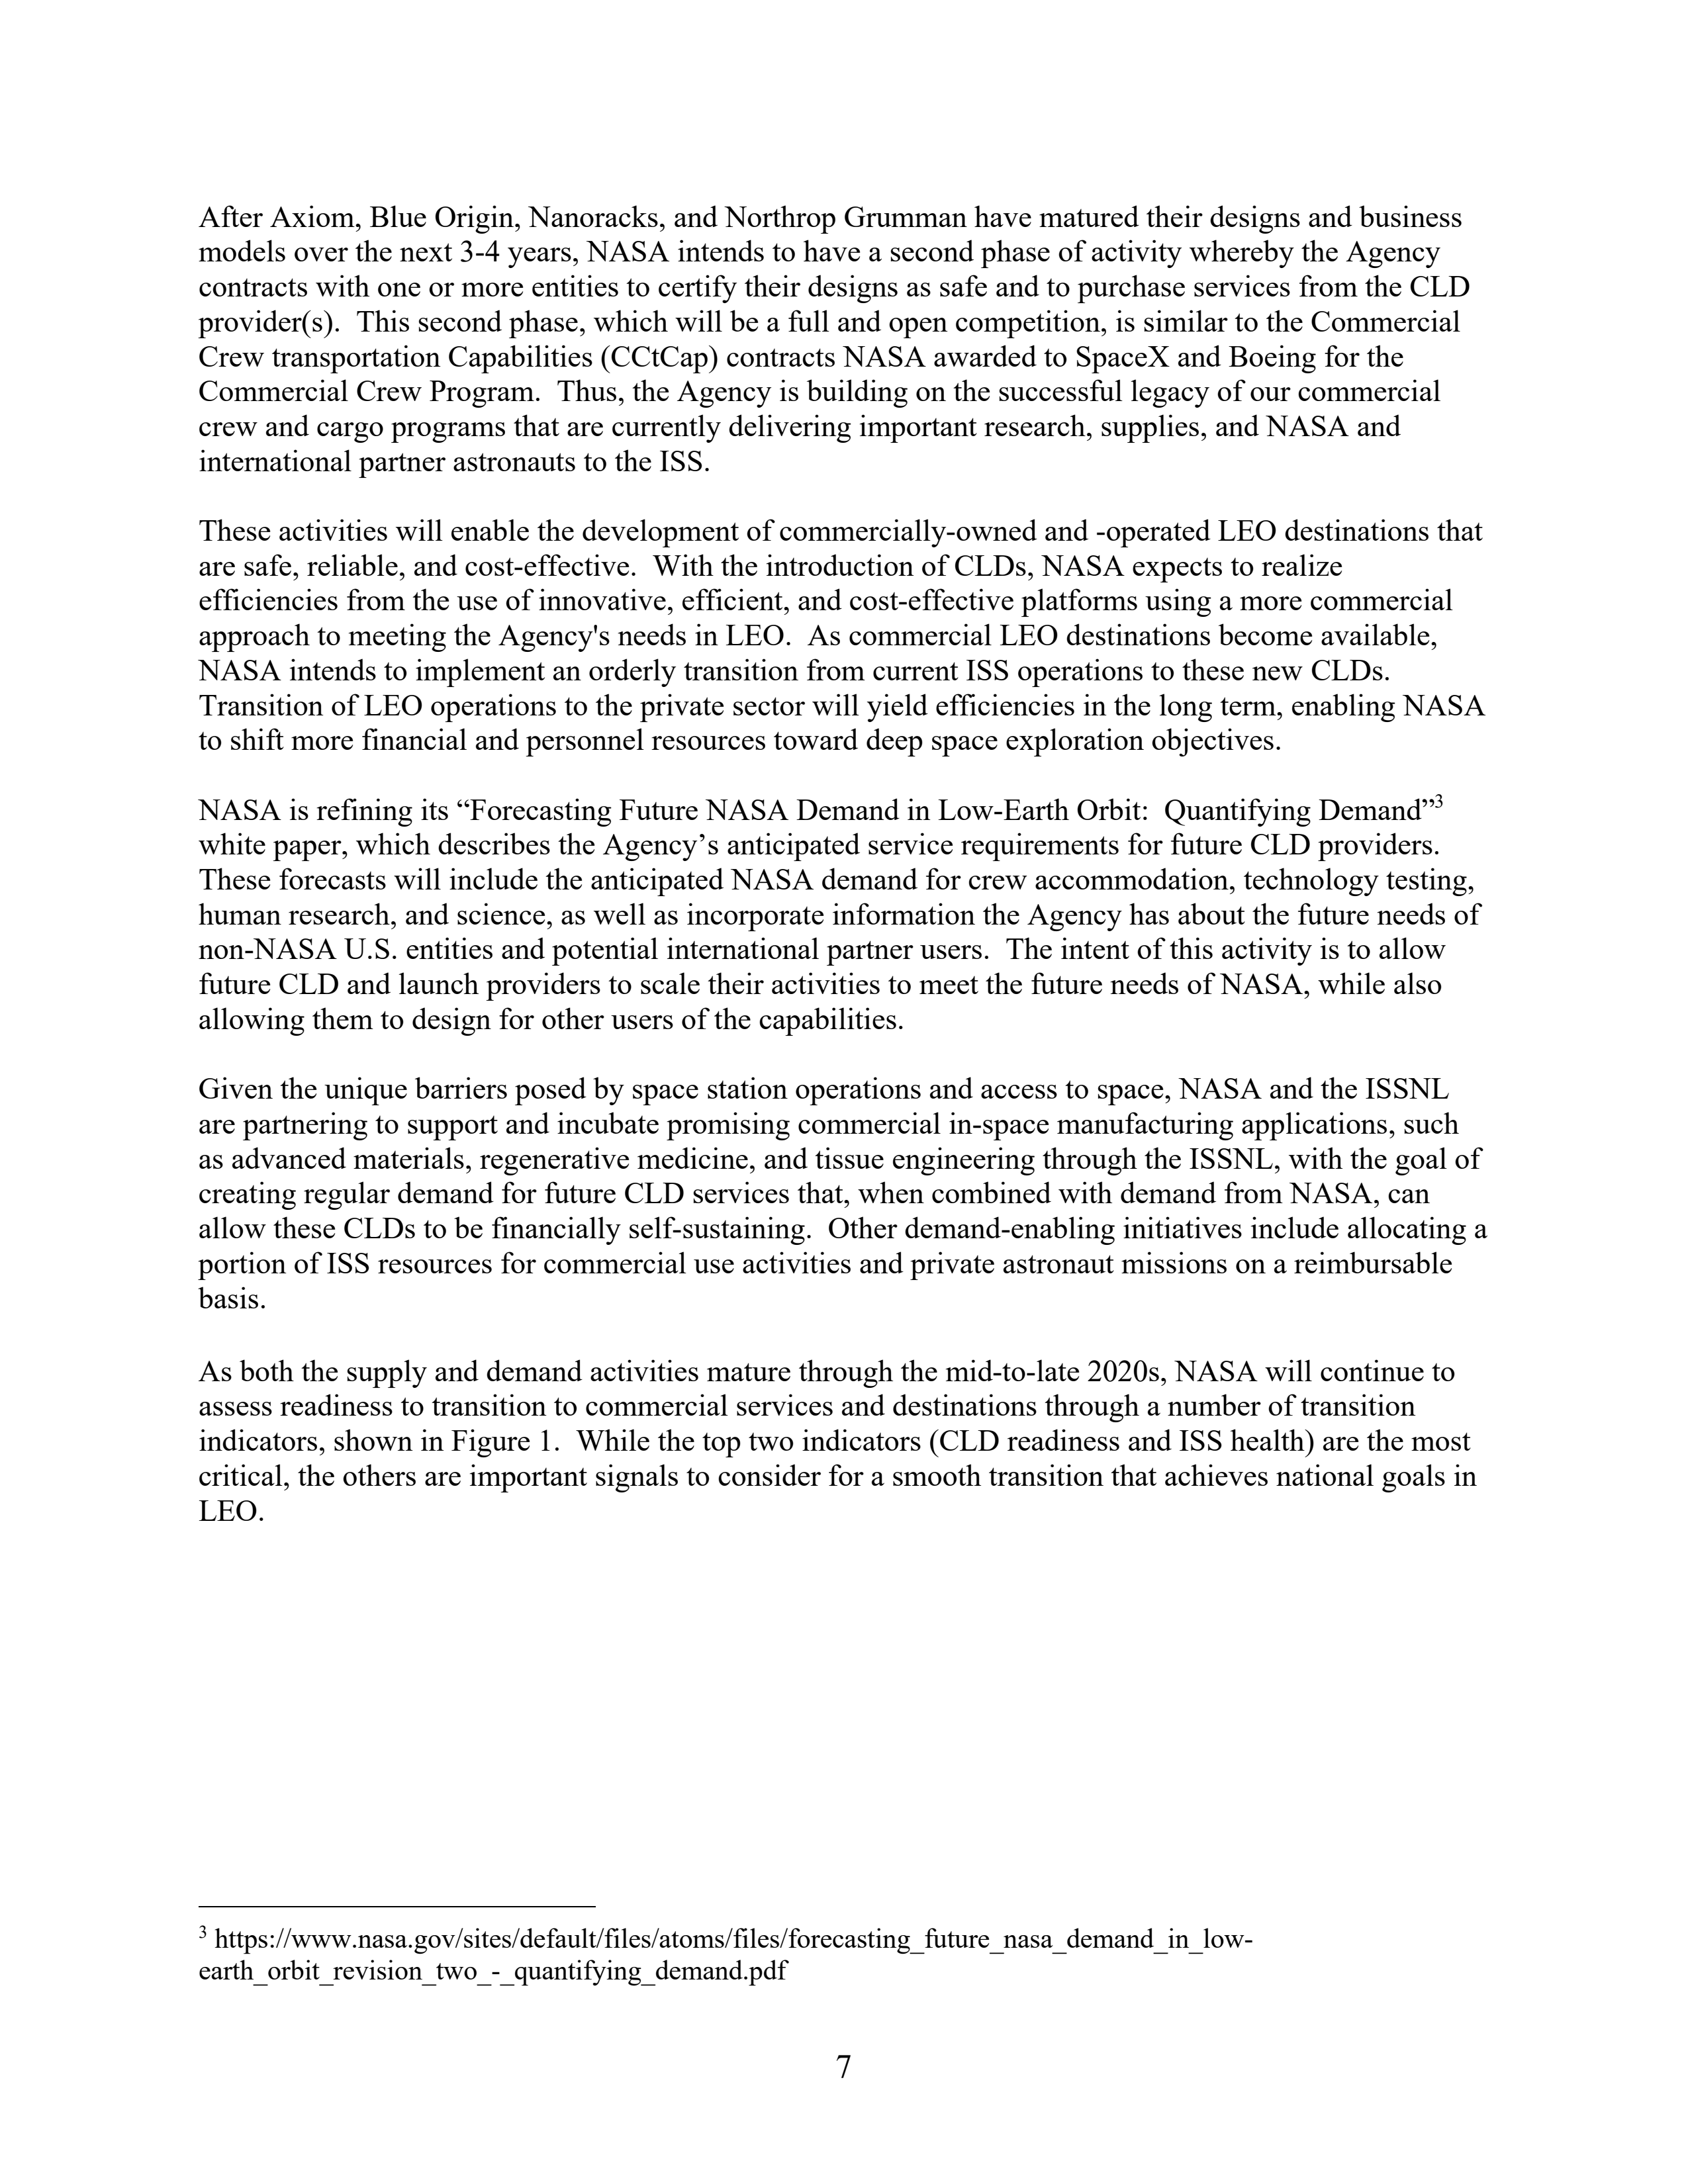 After Axiom, Blue Origin, Nanoracks, and Northrop Grumman have matured their designs and business
models over the next 3-4 years, NASA intends to have a second phase of activity whereby the Agency
contracts with one or more entities to certify their designs as safe and to purchase services from the CLD
provider(s).  This second phase, which will be a full and open competition, is similar to the Commercial
Crew transportation Capabilities (CCtCap) contracts NASA awarded to SpaceX and Boeing for the
Commercial Crew Program.  Thus, the Agency is building on the successful legacy of our commercial
crew and cargo programs that are currently delivering important research, supplies, and NASA and
international partner astronauts to the ISS.

These activities will enable the development of commercially-owned and -operated LEO destinations that
are safe, reliable, and cost-effective.  With the introduction of CLDs, NASA expects to realize
efficiencies from the use of innovative, efficient, and cost-effective platforms using a more commercial
approach to meeting the Agency's needs in LEO.  As commercial LEO destinations become available,
NASA intends to implement an orderly transition from current ISS operations to these new CLDs.
Transition of LEO operations to the private sector will yield efficiencies in the long term, enabling NASA
to shift more financial and personnel resources toward deep space exploration objectives.

NASA is refining its “Forecasting Future NASA Demand in Low-Earth Orbit:  Quantifying Demand”3
white paper, which describes the Agency’s anticipated service requirements for future CLD providers.
These forecasts will include the anticipated NASA demand for crew accommodation, technology testing,
human research, and science, as well as incorporate information the Agency has about the future needs of
non-NASA U.S. entities and potential international partner users.  The intent of this activity is to allow
future CLD and launch providers to scale their activities to meet the future needs of NASA, while also
allowing them to design for other users of the capabilities.

Given the unique barriers posed by space station operations and access to space, NASA and the ISSNL
are partnering to support and incubate promising commercial in-space manufacturing applications, such
as advanced materials, regenerative medicine, and tissue engineering through the ISSNL, with the goal of
creating regular demand for future CLD services that, when combined with demand from NASA, can
allow these CLDs to be financially self-sustaining.  Other demand-enabling initiatives include allocating a
portion of ISS resources for commercial use activities and private astronaut missions on a reimbursable
basis.

As both the supply and demand activities mature through the mid-to-late 2020s, NASA will continue to
assess readiness to transition to commercial services and destinations through a number of transition
indicators, shown in Figure 1.  While the top two indicators (CLD readiness and ISS health) are the most
critical, the others are important signals to consider for a smooth transition that achieves national goals in
LEO.

3 https://www.nasa.gov/sites/default/files/atoms/files/forecasting_future_nasa_demand_in_low-
earth_orbit_revision_two_-_quantifying_demand.pdf

7